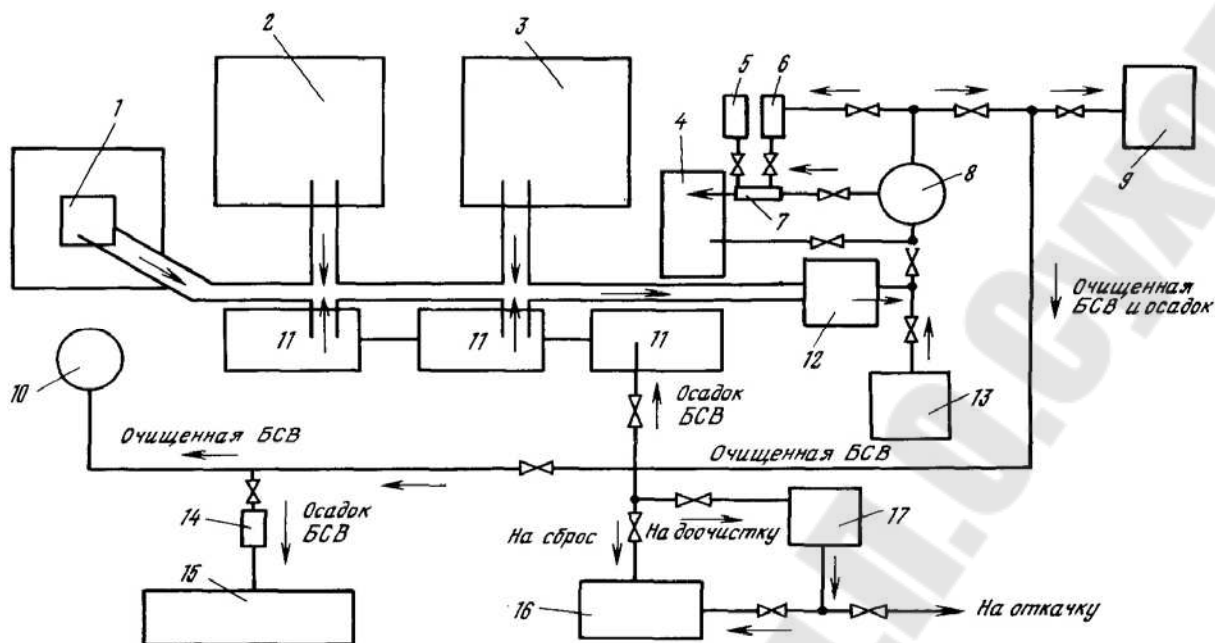 2
3
5
6
1
4
7
8
9
Очищенная
БСВ и осадок
12
11
11
11
10
13
Осадок
БСВ
Очищенная БСВ
Очищенная БСВ
14
Осадок
БСВ
На сброс
На доочистку
17
15
16
На откачку